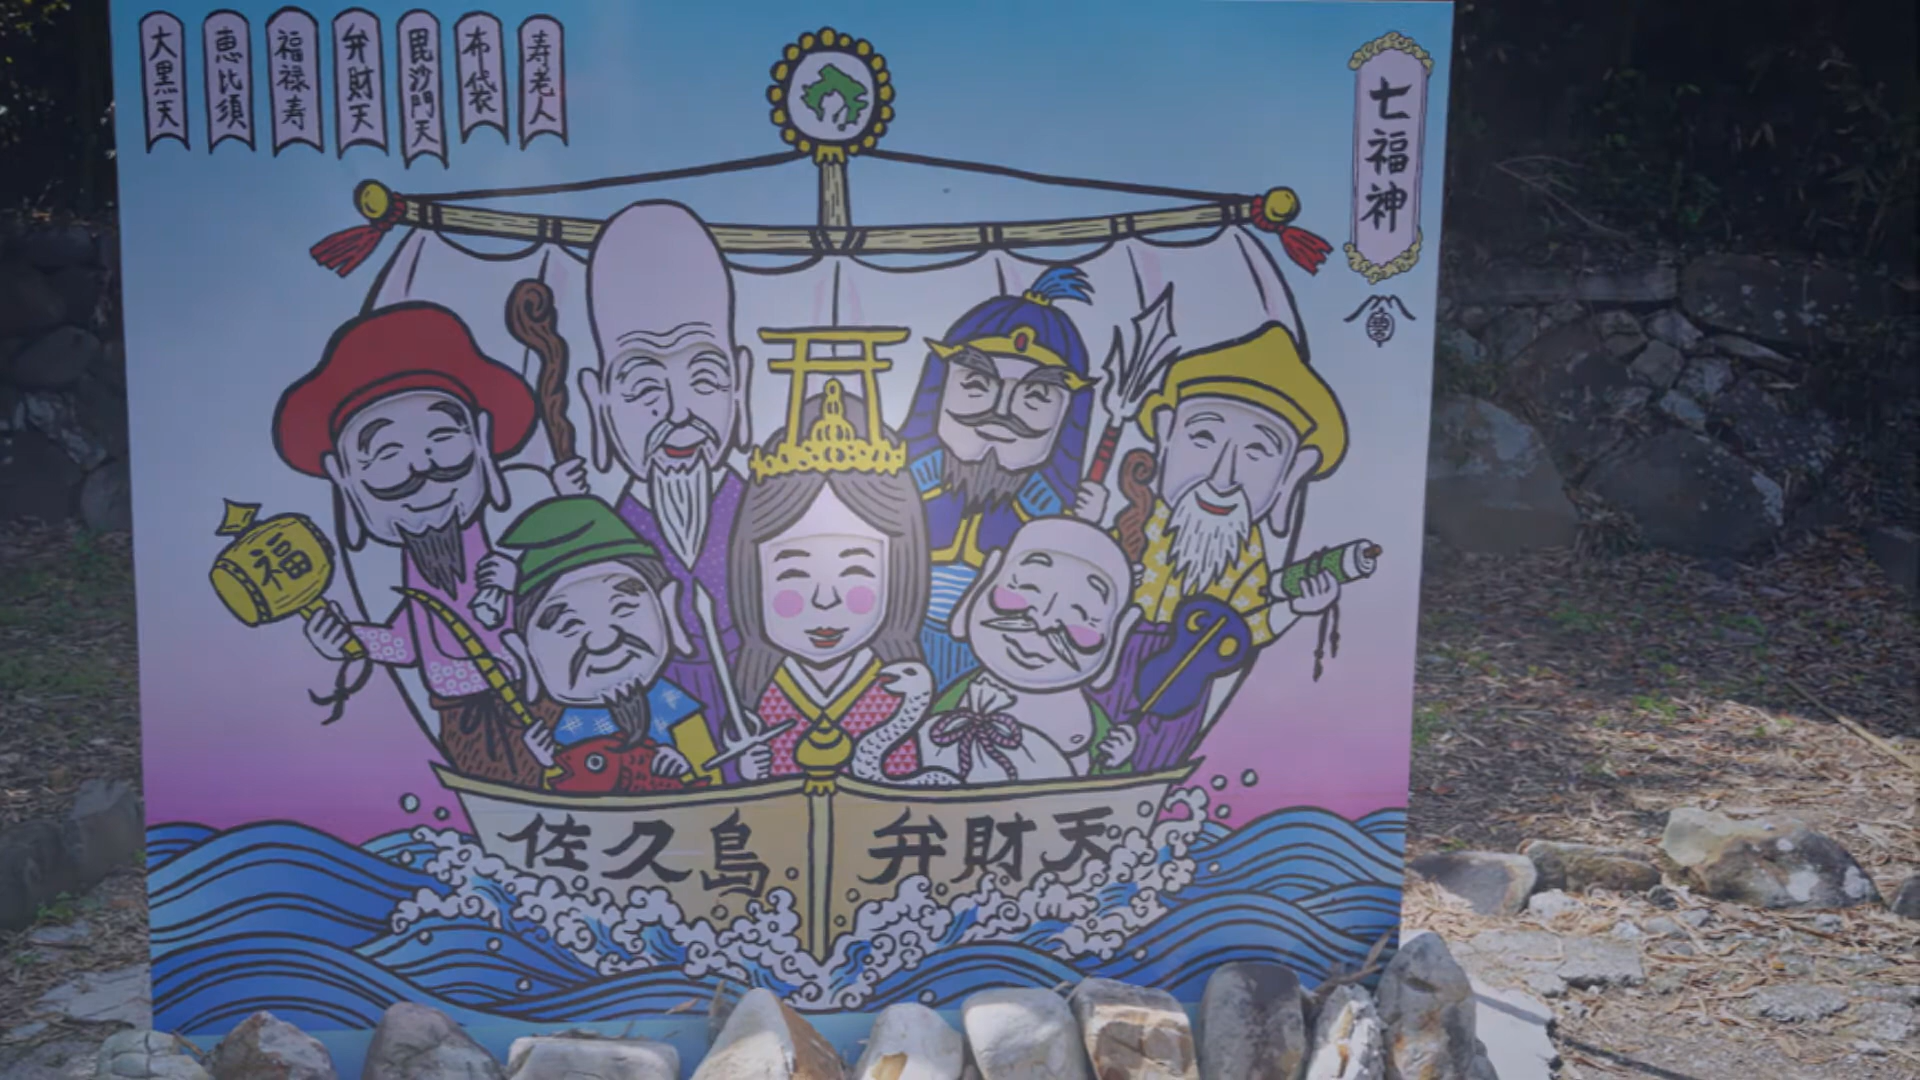 七福神
寿老人
布袋
毘沙門天
弁財天
福禄寿
恵比須
大黒天
福
佐久島
弁財天